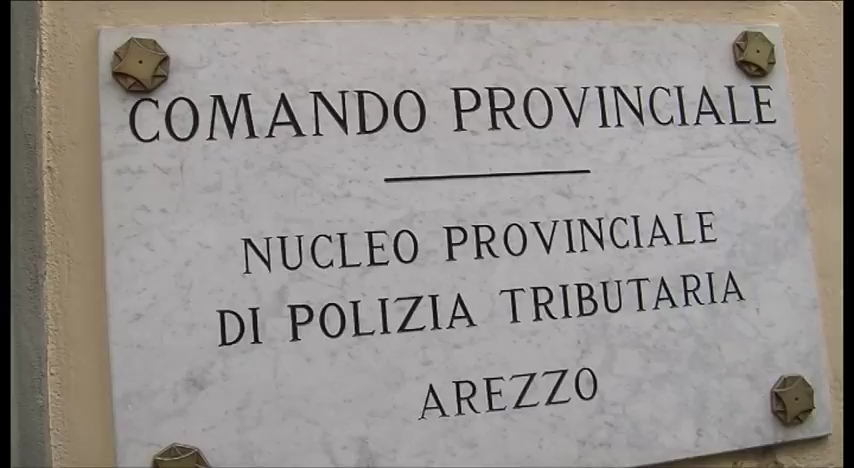 COMANDO PROVINCIALE
NUCLEO PROVINCIALE
DI POLIZIA TRIBUTARIA
AREZZO